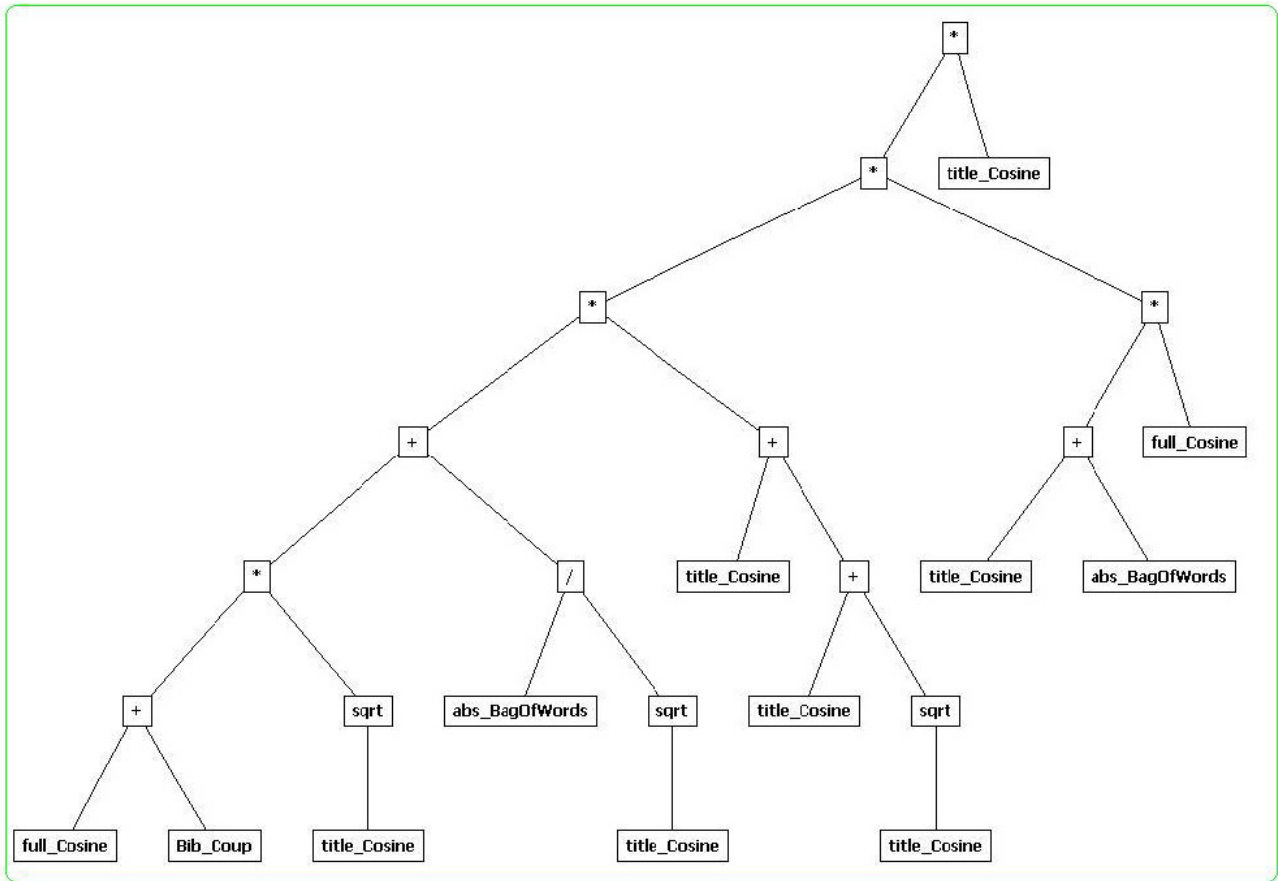 *
* title_Cosine
* *
+ + + full_Cosine
* / title_Cosine + title_Cosine abs_BagOfWords
+ sqrt abs_BagOfWords sqrt title_Cosine sqrt
full_Cosine Bib_Coup title_Cosine title_Cosine title_Cosine